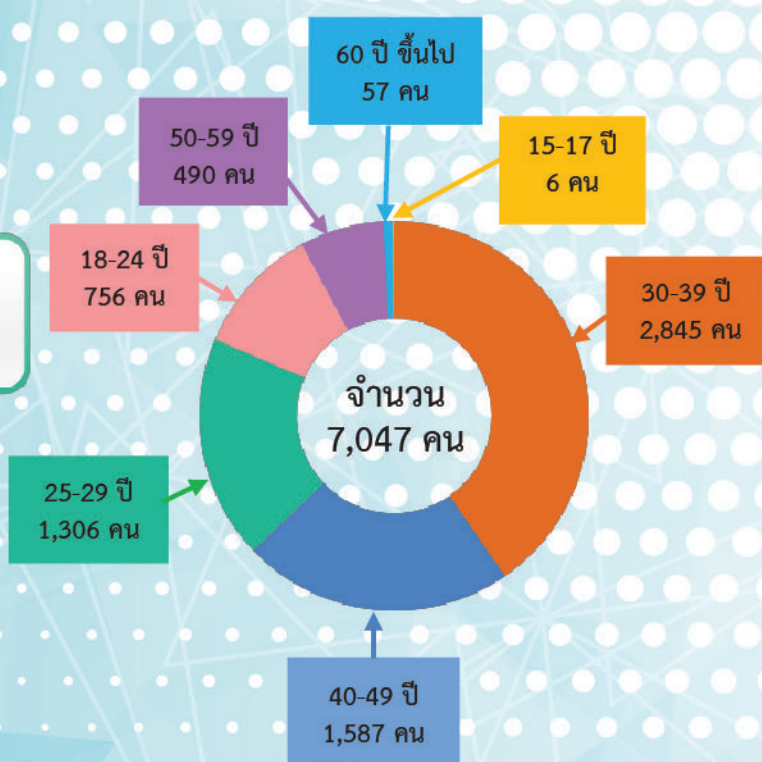 60 ปี ขึ้นไป
57 คน
50-59 ปี
490 คน
15-17 ปี
6 คน
18-24 ปี
756 คน
30-39 ปี
2,845 คน
จำนวน
7,047 คน
25-29 ปี
1,306 คน
40-49 ปี
1,587 คน